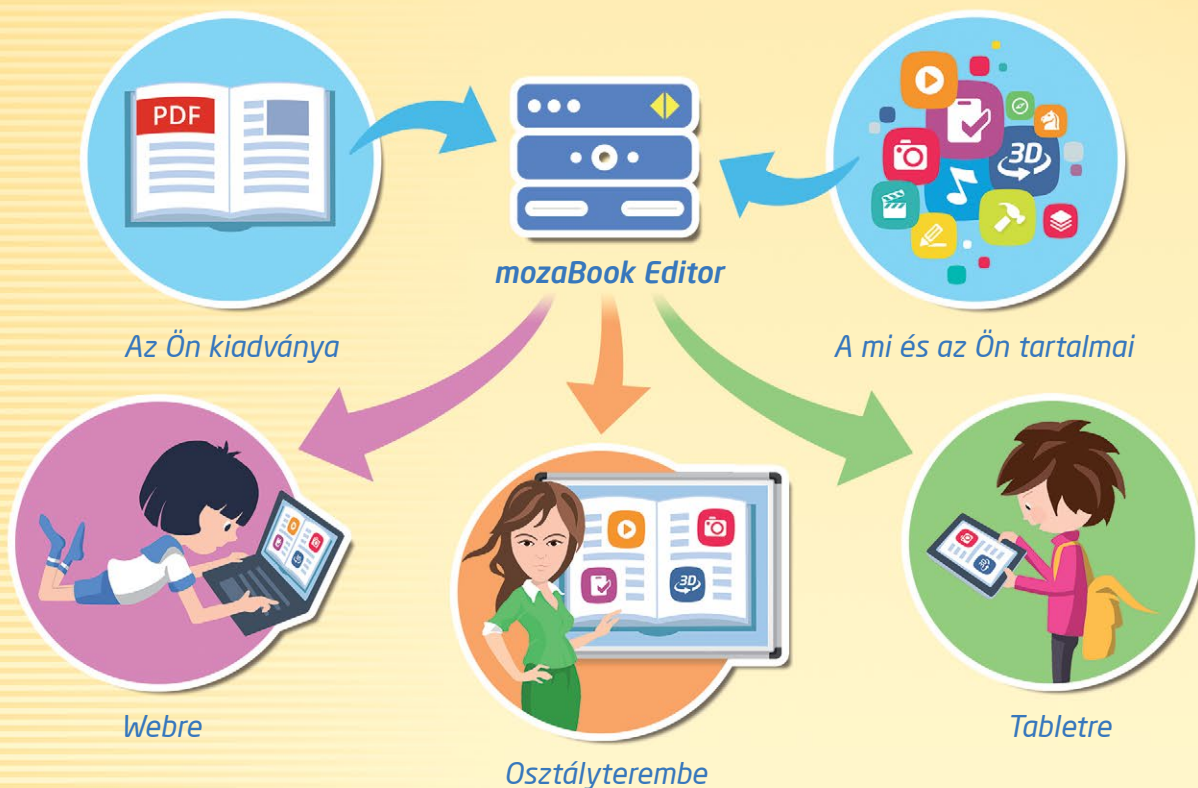 PDF
3D
mozaBook Editor
Az Ön kiadványa
A mi és az Ön tartalmai
3D
Webre
Osztályterembe
Tabletre